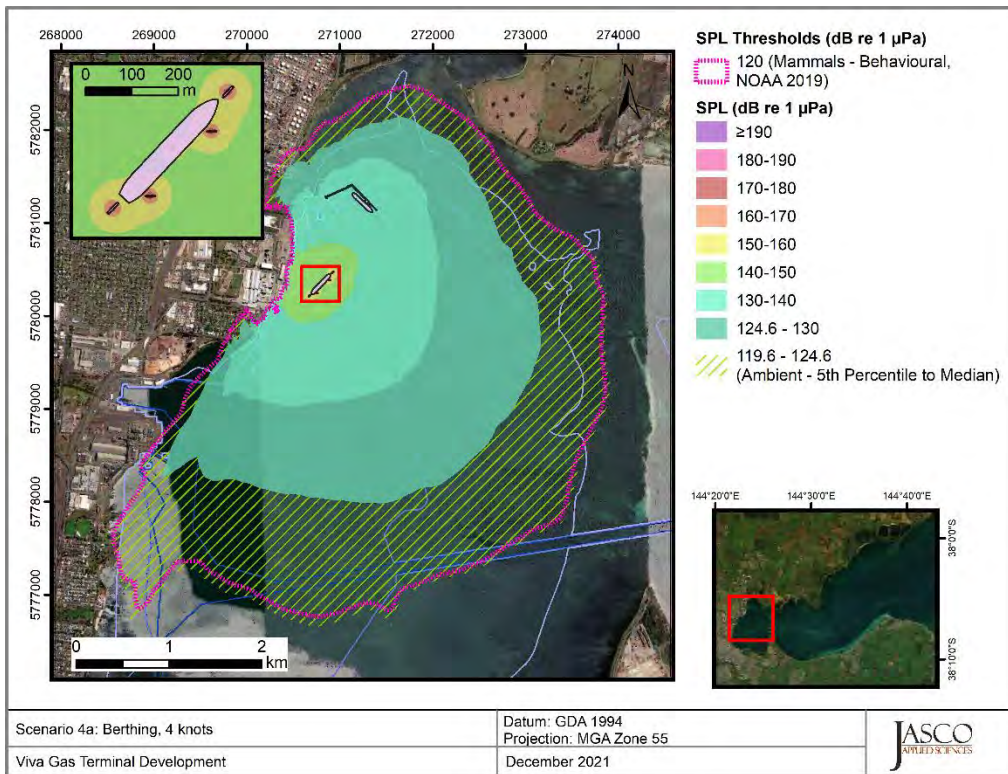 268000 269000 270000 271000 272000 273000 274000
5782000
5781000
5780000
5779000
5778000
5777000
0 100 200
m
N
0 1 2
km
SPL Thresholds (dB re 1 µPa)
120 (Mammals - Behavioural,
NOAA 2019)
SPL (dB re 1 µPa)
≥190
180-190
170-180
160-170
150-160
140-150
130-140
124.6 - 130
119.6 - 124.6
(Ambient - 5th Percentile to Median)
144°20'0"E 144°30'0"E 144°40'0"E
38°0'0"S
38°10'0"S
Scenario 4a: Berthing, 4 knots
Datum: GDA 1994
Projection: MGA Zone 55
Viva Gas Terminal Development
December 2021
JASCO
APPLIED SCIENCES